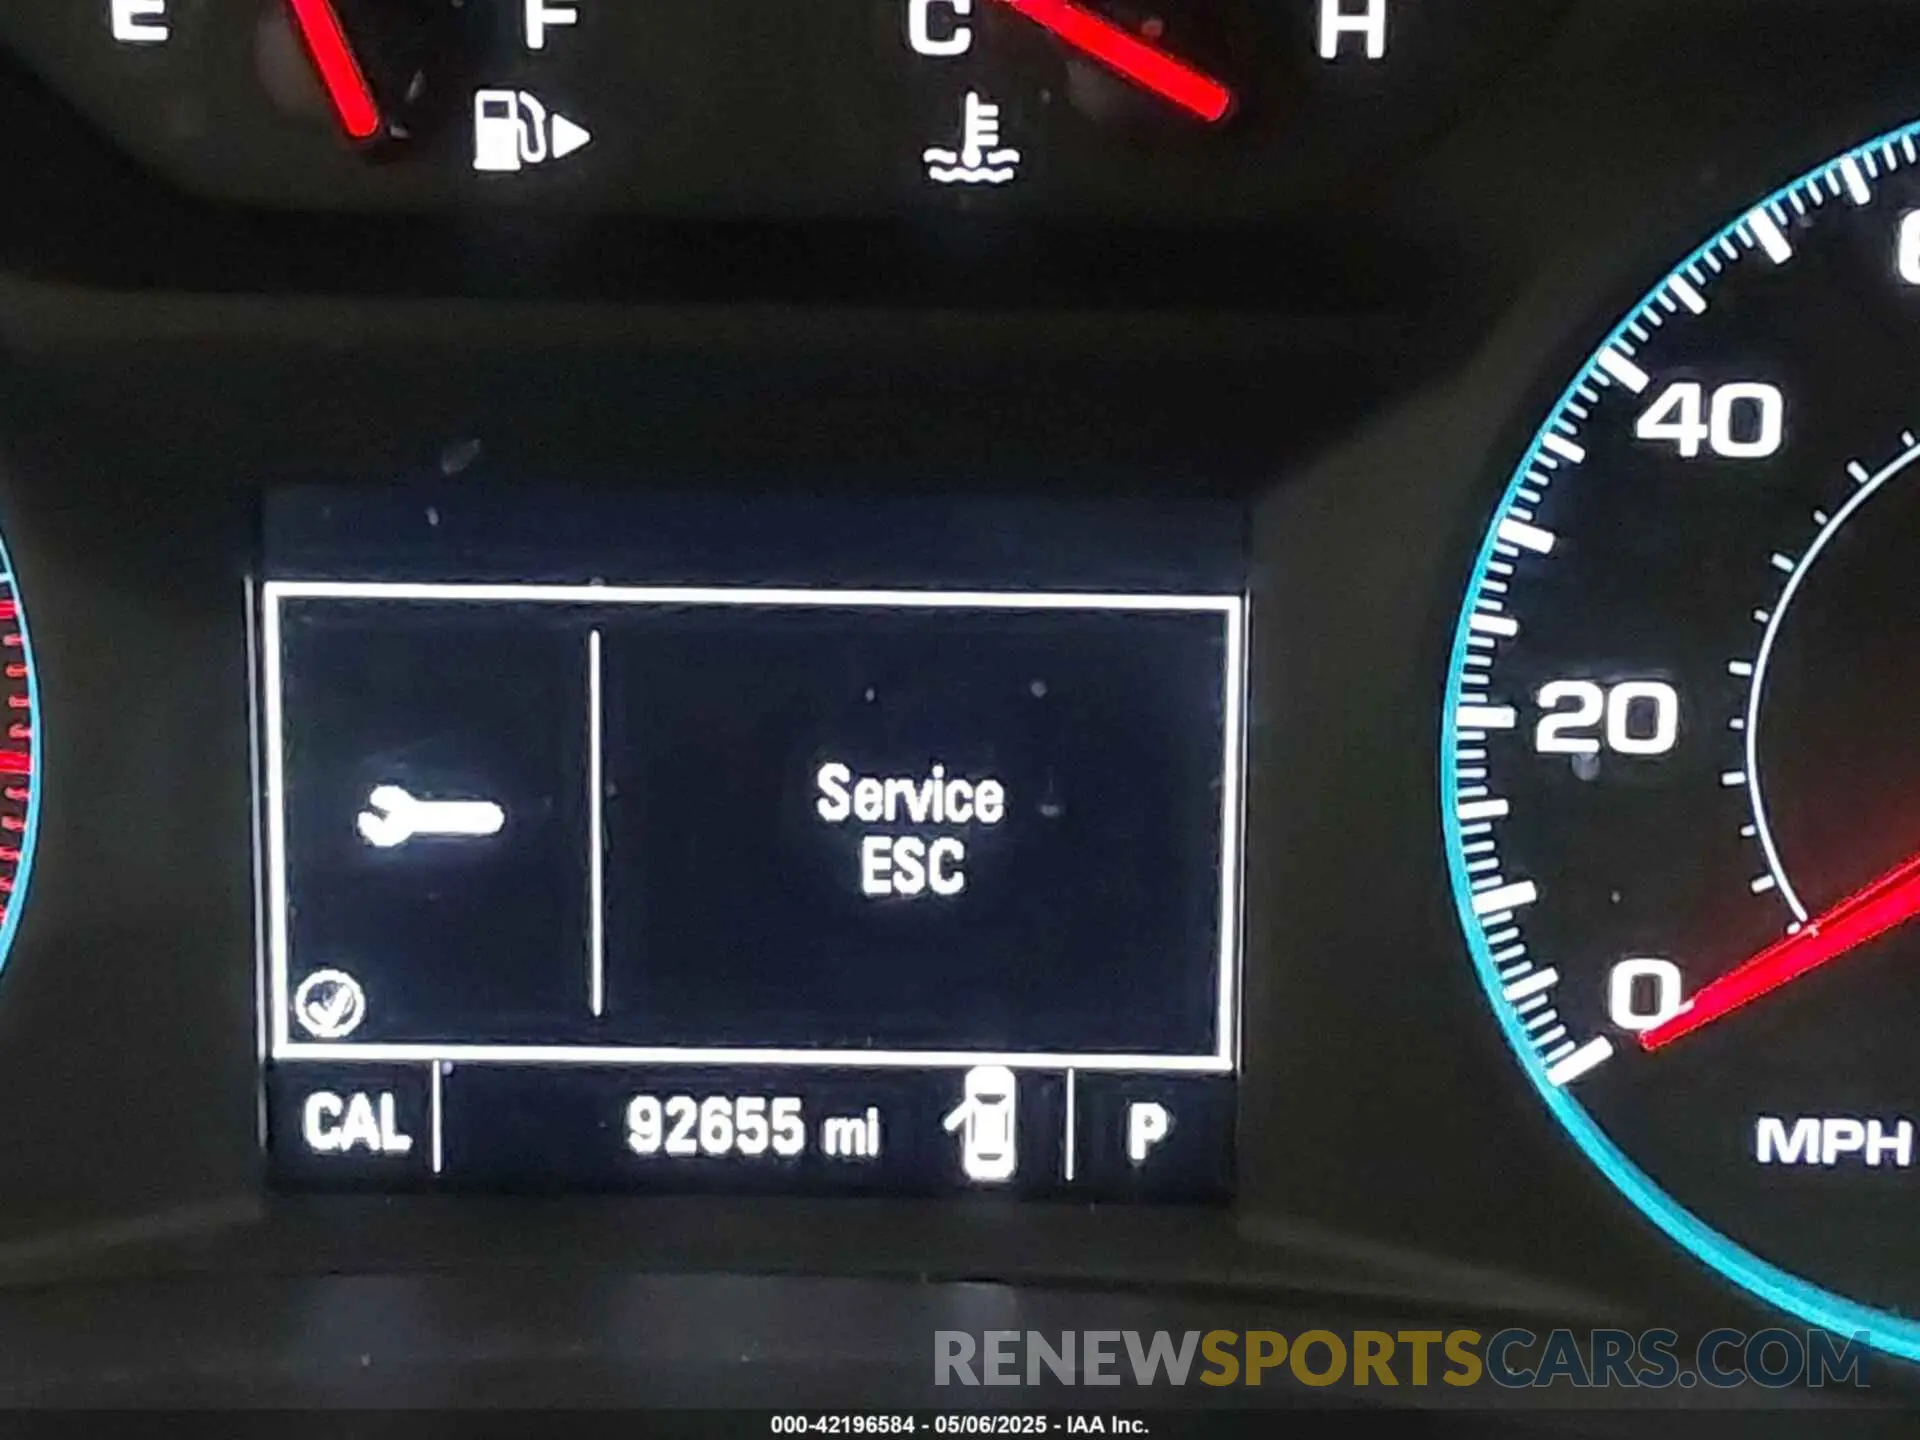 E F C H
40
20
0
MPH
Service
ESC
CAL 92655 mi P
RENEWSPORTSCARS.COM
000-42196584 - 05/06/2025 - IAA Inc.